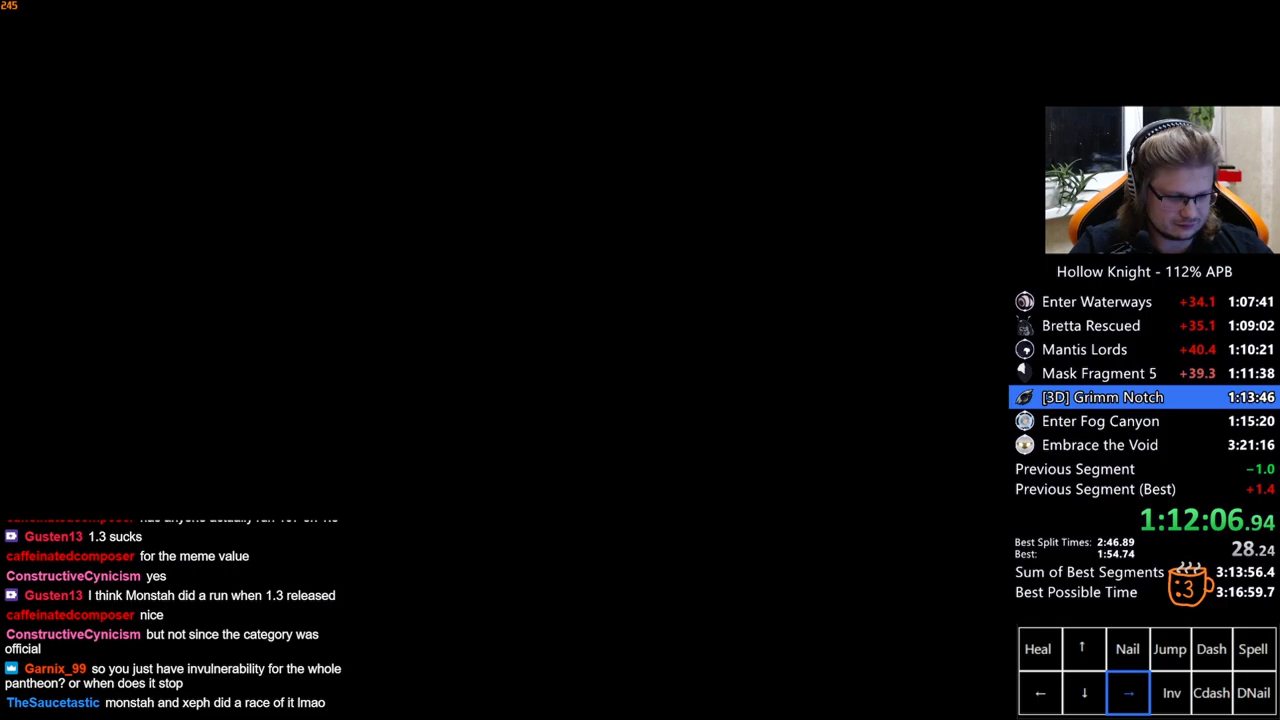 245
Hollow Knight - 112% APB
Enter Waterways +34.1 1:07:41
Bretta Rescued +35.1 1:09:02
Mantis Lords +40.4 1:10:21
Mask Fragment 5 +39.3 1:11:38
[3D] Grimm Notch 1:13:46
Enter Fog Canyon 1:15:20
Embrace the Void 3:21:16
Previous Segment −1.0
Previous Segment (Best) +1.4
1:12:06.94
Best Split Times: 2:46.89
Best: 1:54.74
28.24
Sum of Best Segments 3:13:56.4
Best Possible Time 3:16:59.7
:3
Heal ↑ Nail Jump Dash Spell
← ↓ → Inv Cdash DNail
Gusten13 1.3 sucks
caffeinatedcomposer for the meme value
ConstructiveCynicism yes
Gusten13 I think Monstah did a run when 1.3 released
caffeinatedcomposer nice
ConstructiveCynicism but not since the category was
official
Garnix_99 so you just have invulnerability for the whole
pantheon? or when does it stop
TheSaucetastic monstah and xeph did a race of it lmao